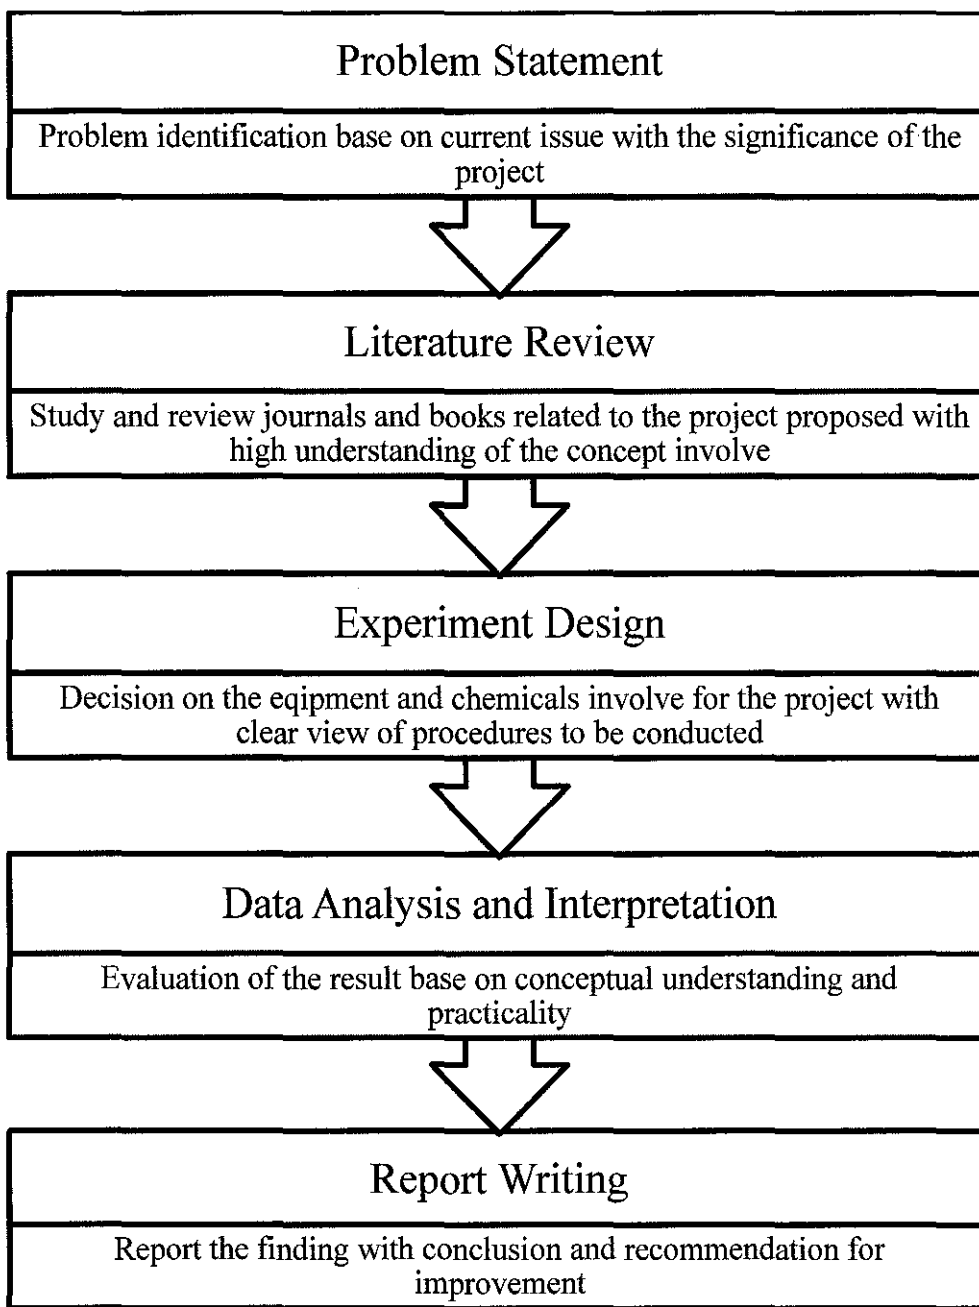 Problem Statement
Problem identification base on current issue with the significance of the
project
Literature Review
Study and review journals and books related to the project proposed with
high understanding of the concept involve
Experiment Design
Decision on the eqipment and chemicals involve for the project with
clear view of procedures to be conducted
Data Analysis and Interpretation
Evaluation of the result base on conceptual understanding and
practicality
Report Writing
Report the finding with conclusion and recommendation for
improvement